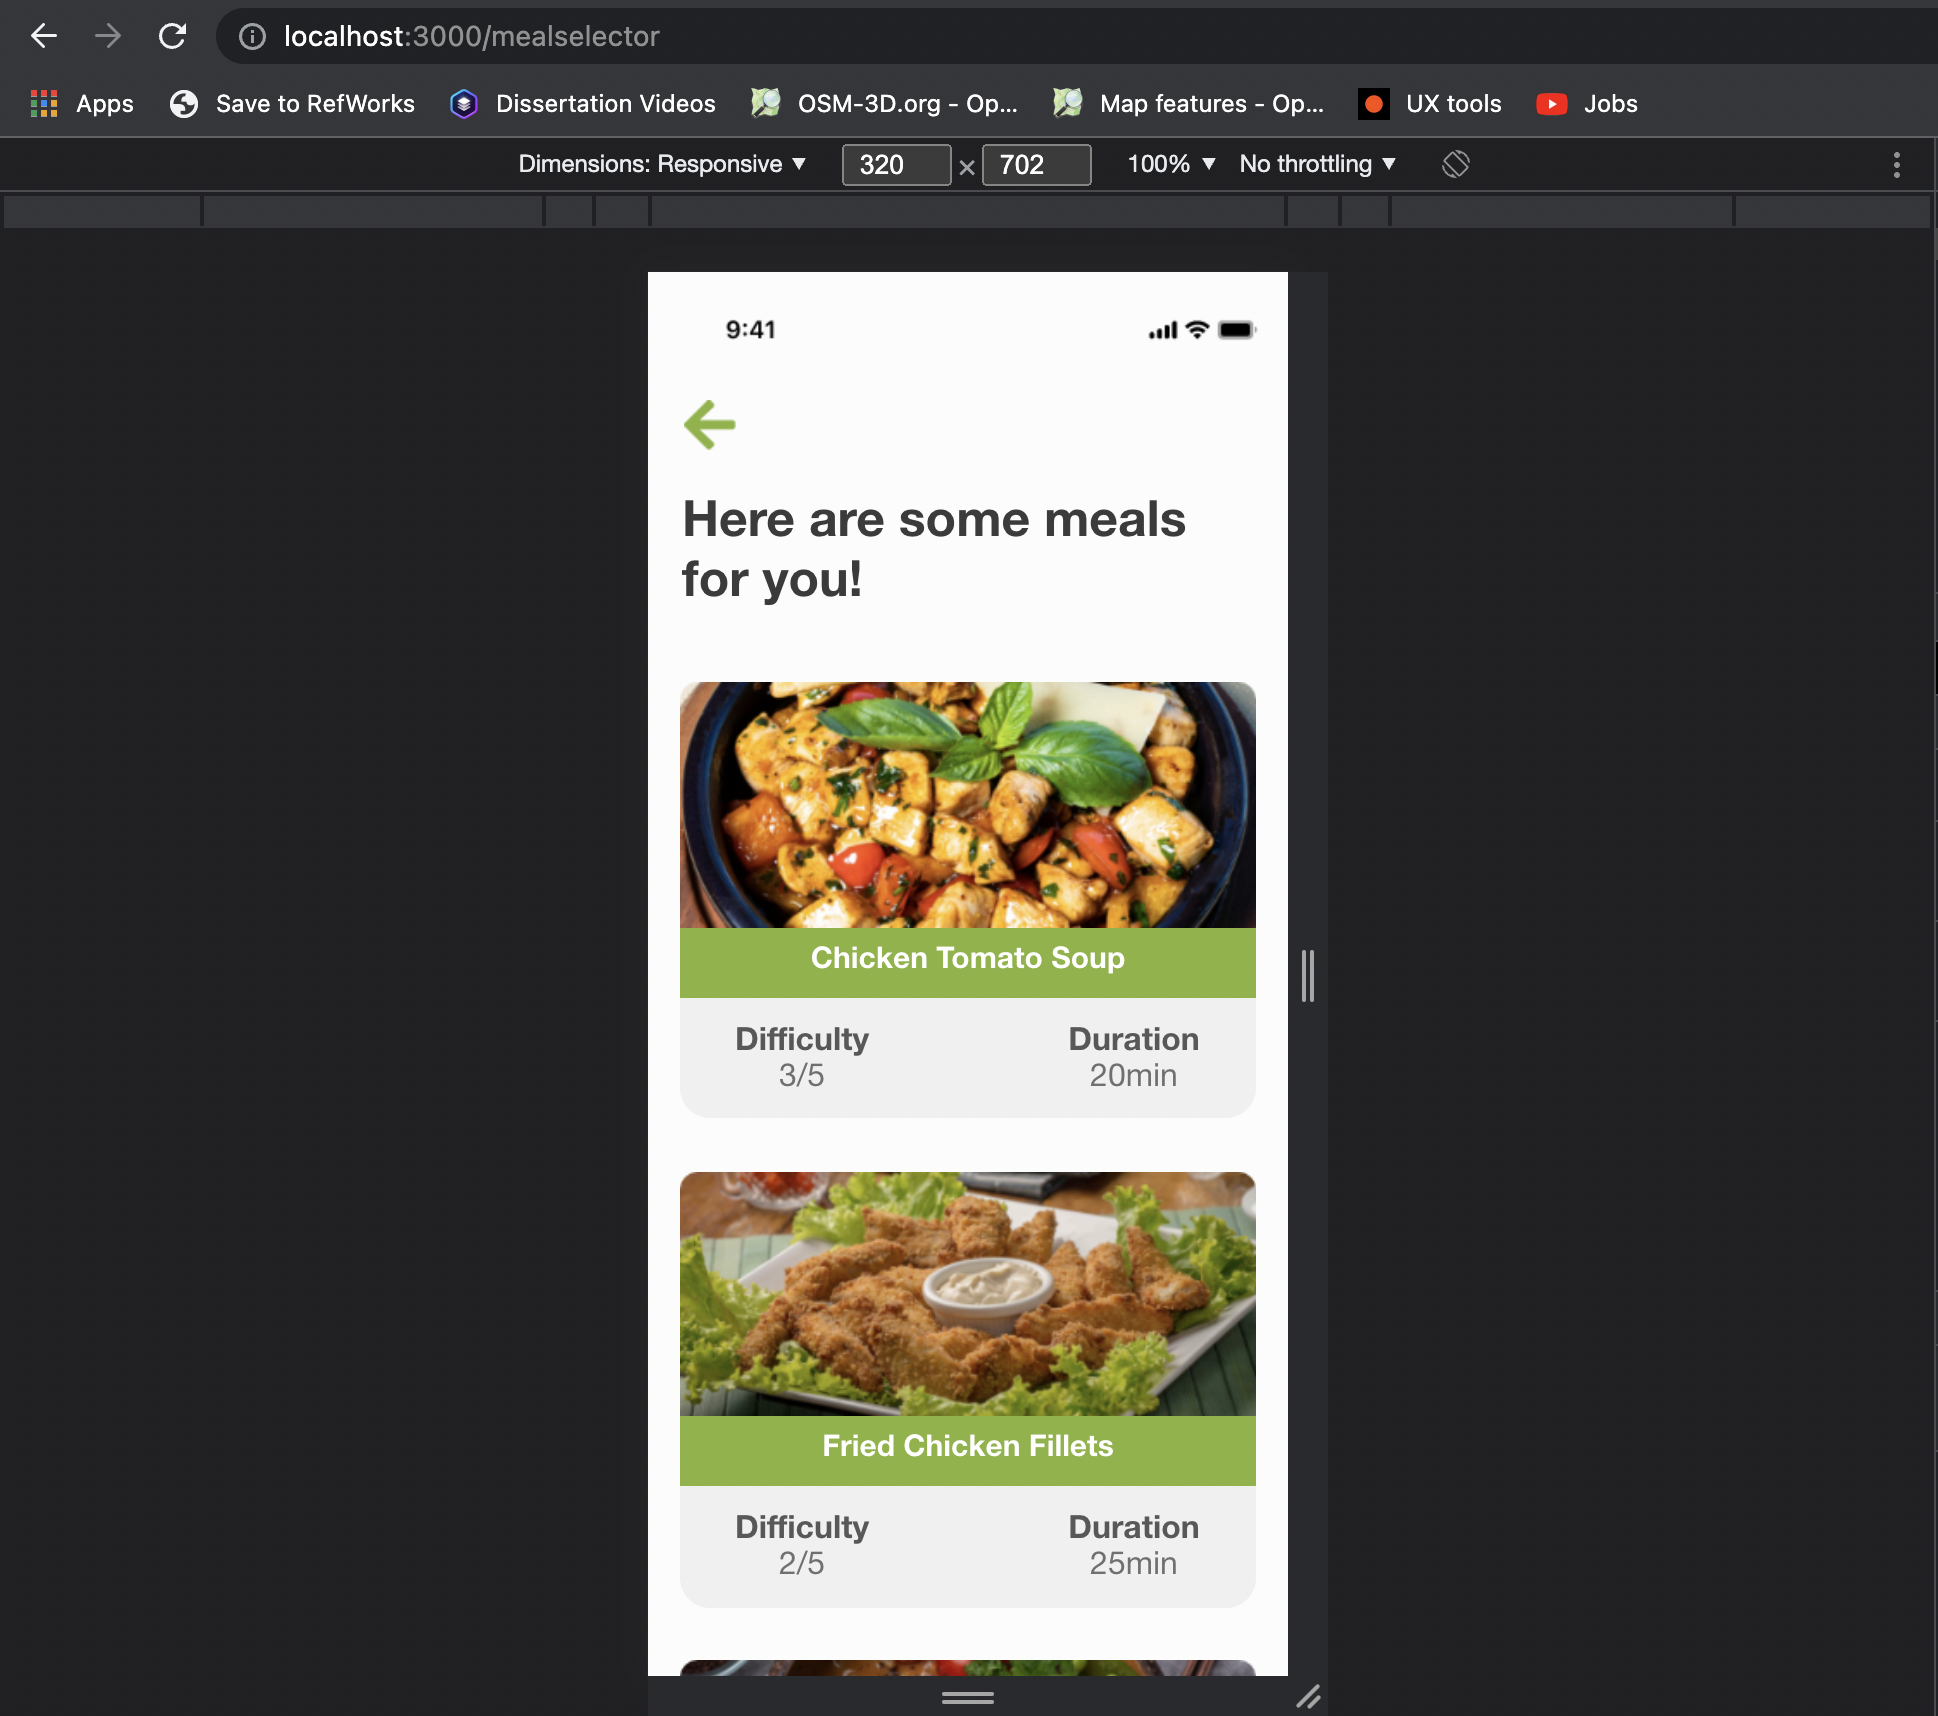 localhost:3000/mealselector
Apps Save to RefWorks Dissertation Videos OSM-3D.org - Op... Map features - Op... UX tools Jobs
Dimensions: Responsive ▼ 320 × 702 100% ▼ No throttling ▼
9:41
Here are some meals
for you!
Chicken Tomato Soup
Difficulty Duration
3/5 20min
Fried Chicken Fillets
Difficulty Duration
2/5 25min